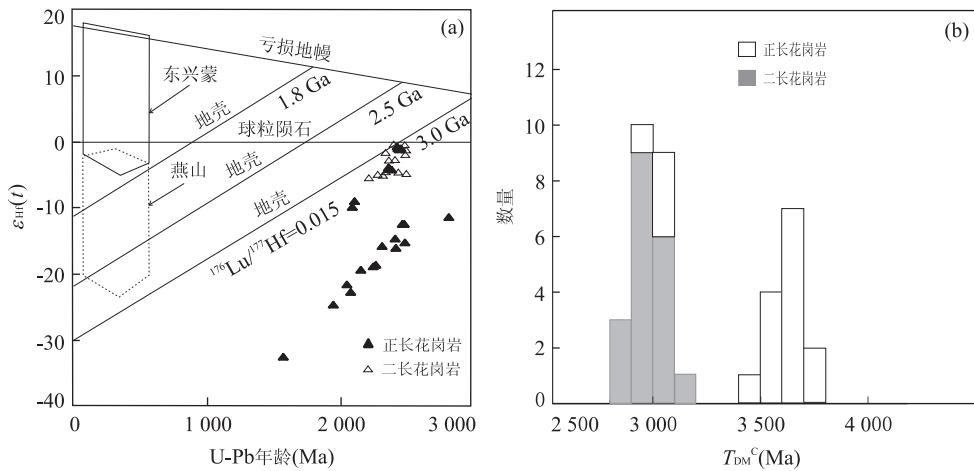 (a)
20
10
0
-10
-20
-30
-40
εHf(t)
亏损地幔
东兴蒙
地壳
1.8 Ga
2.5 Ga
球粒陨石
3.0 Ga
燕山
地壳
地壳
176Lu/177Hf=0.015
正长花岗岩
二长花岗岩
0
1 000
2 000
3 000
U-Pb年龄(Ma)
(b)
正长花岗岩
二长花岗岩
12
10
8
6
4
2
0
数量
2 500
3 000
3 500
4 000
TDMC(Ma)